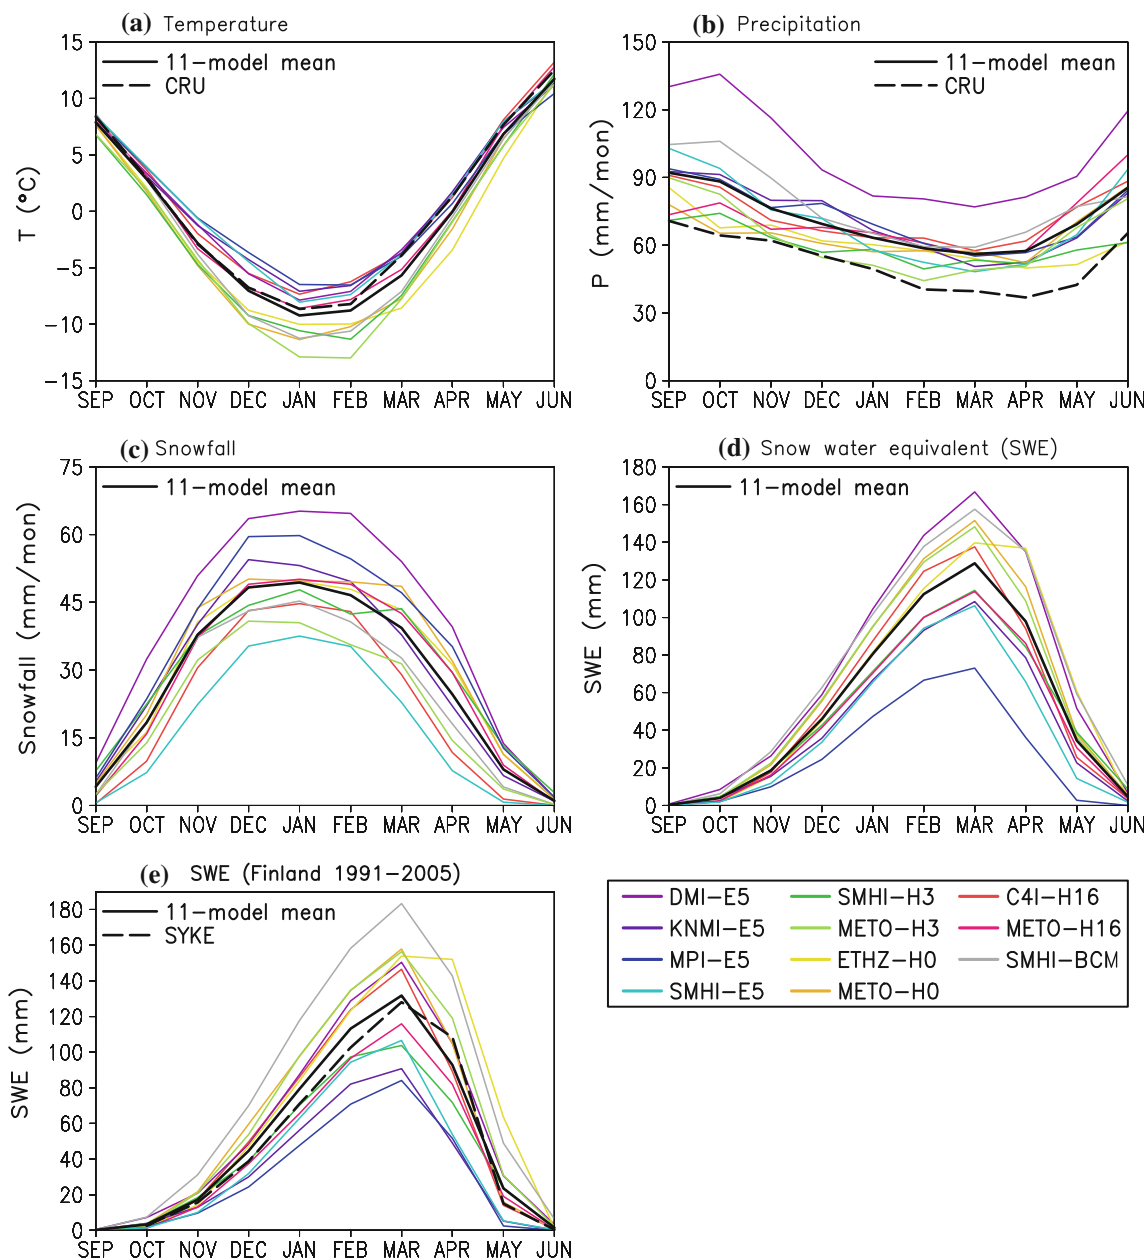 (a) Temperature
15
10
5
0
−5
−10
−15
T (°C)
11−model mean
CRU
SEP OCT NOV DEC JAN FEB MAR APR MAY JUN
(b) Precipitation
150
120
90
60
30
0
P (mm/mon)
11−model mean
CRU
SEP OCT NOV DEC JAN FEB MAR APR MAY JUN
(c) Snowfall
75
60
45
30
15
0
Snowfall (mm/mon)
11−model mean
SEP OCT NOV DEC JAN FEB MAR APR MAY JUN
(d) Snow water equivalent (SWE)
180
160
140
120
100
80
60
40
20
0
SWE (mm)
11−model mean
SEP OCT NOV DEC JAN FEB MAR APR MAY JUN
(e) SWE (Finland 1991−2005)
180
160
140
120
100
80
60
40
20
0
SWE (mm)
11−model mean
SYKE
SEP OCT NOV DEC JAN FEB MAR APR MAY JUN
DMI−E5 SMHI−H3 C4I−H16
KNMI−E5 METO−H3 METO−H16
MPI−E5 ETHZ−H0 SMHI−BCM
SMHI−E5 METO−H0